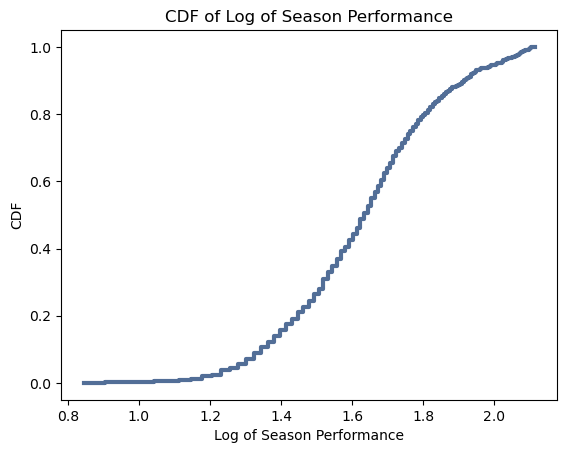 CDF of Log of Season Performance
1.0
0.8
0.6
0.4
0.2
0.0
CDF
0.8 1.0 1.2 1.4 1.6 1.8 2.0
Log of Season Performance